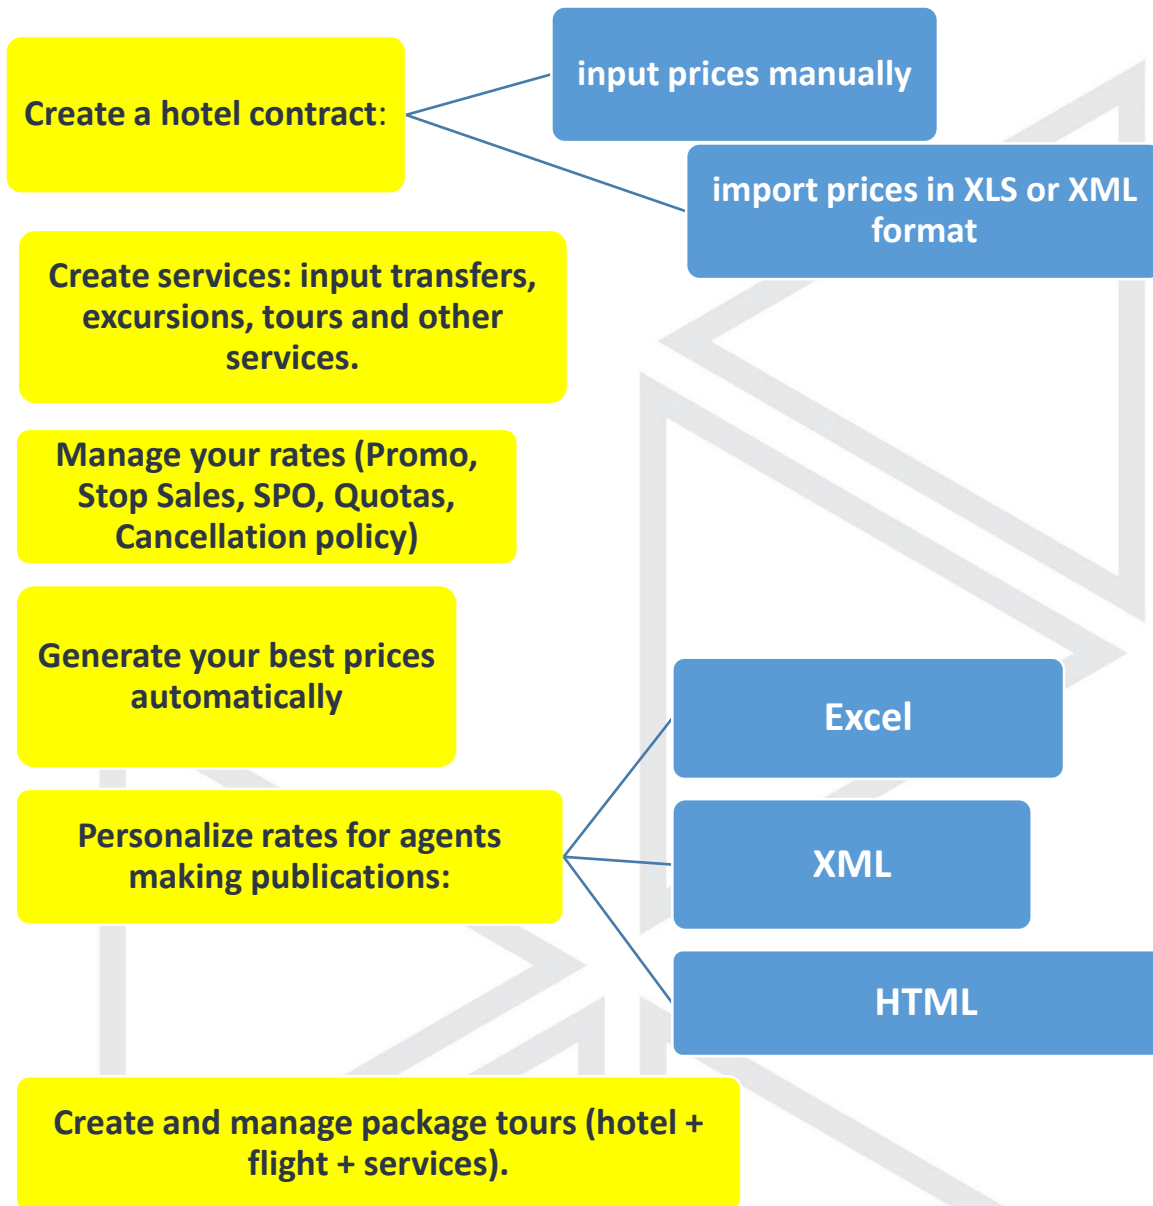 input prices manually
Create a hotel contract:
import prices in XLS or XML
format
Create services: input transfers,
excursions, tours and other
services.
Manage your rates (Promo,
Stop Sales, SPO, Quotas,
Cancellation policy)
Generate your best prices
automatically
Excel
Personalize rates for agents
making publications:
XML
HTML
Create and manage package tours (hotel +
flight + services).